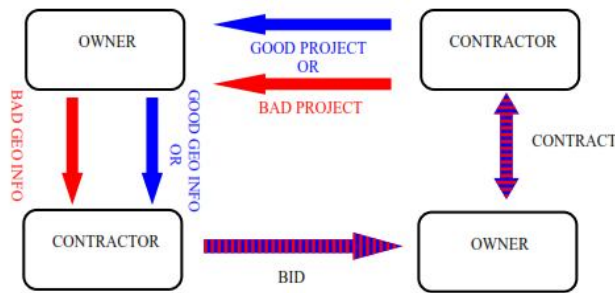 OWNER
GOOD PROJECT
OR
BAD PROJECT
CONTRACTOR
BAD GEO INFO
GOOD GEO INFO
OR
CONTRACT
CONTRACTOR
BID
OWNER